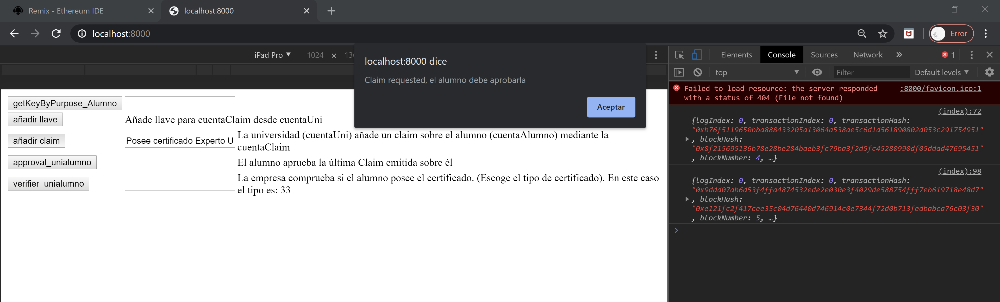 Remix - Ethereum IDE
localhost:8000
localhost:8000
Error
iPad Pro ▼ 1024 ×
localhost:8000 dice
Claim requested, el alumno debe aprobarla
Aceptar
getKeyByPurpose_Alumno
añadir llave Añade llave para cuentaClaim desde cuentaUni
añadir claim Posee certificado Experto U La universidad (cuentaUni) añade un claim sobre el alumno (cuentaAlumno) mediante la
cuentaClaim
approval_unialumno El alumno aprueba la última Claim emitida sobre él
verifier_unialumno La empresa comprueba si el alumno posee el certificado. (Escoge el tipo de certificado). En este caso
el tipo es: 33
Elements Console Sources Network 1
top Filter Default levels ▼
Failed to load resource: the server responded :8000/favicon.ico:1
with a status of 404 (File not found)
(index):72
{logIndex: 0, transactionIndex: 0, transactionHash:
"0xb76f5119650bba888433205a13064a538ae5c6d1d561890802d053c291754951"
, blockHash:
"0x8f215695136b78e28be284baeb3fc79ba3f2d5fc45280990df05ddad47695451"
, blockNumber: 4, …}
(index):98
{logIndex: 0, transactionIndex: 0, transactionHash:
"0x9ddd07ab6d53f4ffa4874532ede2e030e3f4029de588754fff7eb619718e48d7"
, blockHash:
"0xe121fc2f417cee35c04d76440d746914c0e7344f72d0b713fedbabca76c03f30"
, blockNumber: 5, …}